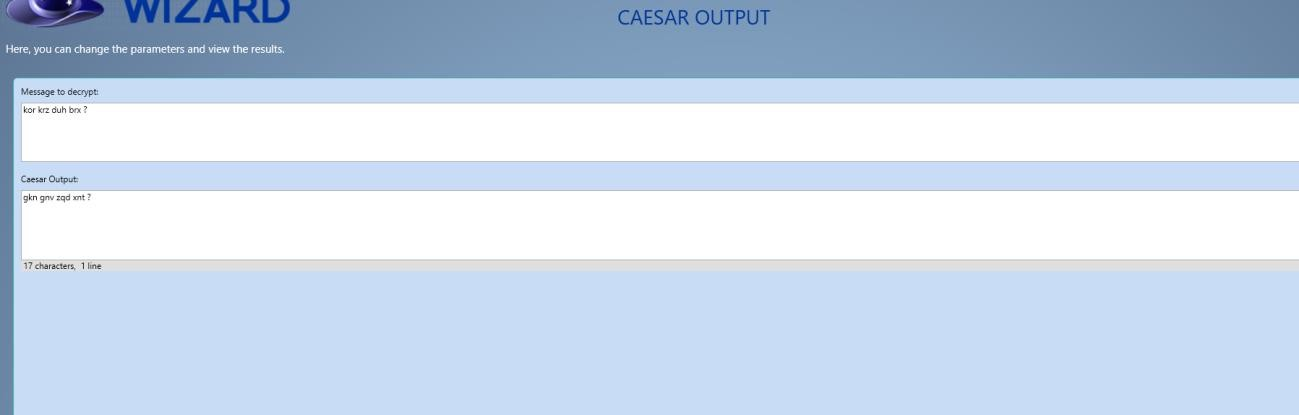 WIZARD
CAESAR OUTPUT
Here, you can change the parameters and view the results.
Message to decrypt:
kor krz duh brx ?
Caesar Output:
gkn gnv zqd xnt ?
17 characters, 1 line